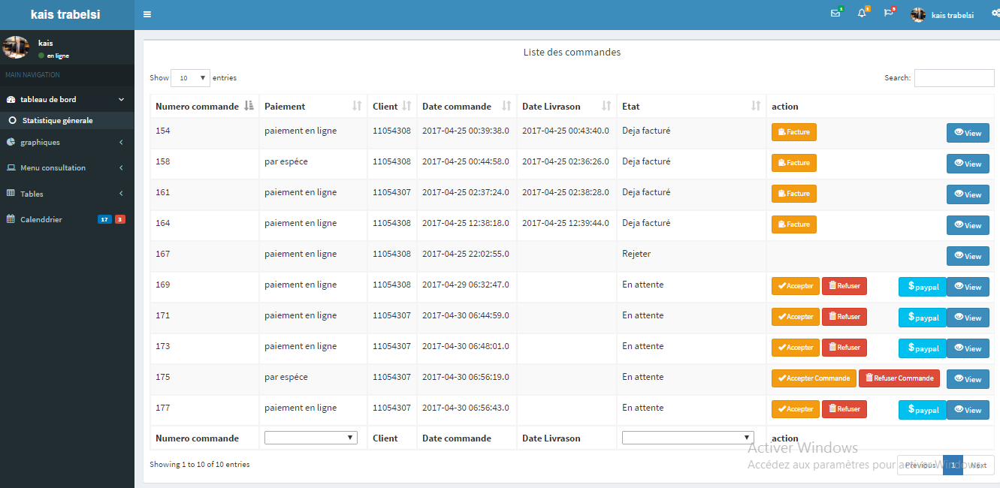 kais trabelsi
1
1
8
kais trabelsi
kais
en ligne
MAIN NAVIGATION
tableau de bord
Statistique génerale
graphiques
Menu consultation
Tables
Calenddrier 17 3
Liste des commandes
Show 10 entries
Search:
Numero commande Paiement Client Date commande Date Livrason Etat action
154 paiement en ligne 11054308 2017-04-25 00:39:38.0 2017-04-25 00:43:40.0 Deja facturé Facture View
158 par espéce 11054308 2017-04-25 00:44:58.0 2017-04-25 02:36:26.0 Deja facturé Facture View
161 paiement en ligne 11054307 2017-04-25 02:37:24.0 2017-04-25 02:38:28.0 Deja facturé Facture View
164 paiement en ligne 11054308 2017-04-25 12:38:18.0 2017-04-25 12:39:44.0 Deja facturé Facture View
167 paiement en ligne 11054308 2017-04-25 22:02:55.0 Rejeter View
169 paiement en ligne 11054308 2017-04-29 06:32:47.0 En attente Accepter Refuser $ paypal View
171 paiement en ligne 11054307 2017-04-30 06:44:59.0 En attente Accepter Refuser $ paypal View
173 paiement en ligne 11054307 2017-04-30 06:48:01.0 En attente Accepter Refuser $ paypal View
175 par espéce 11054307 2017-04-30 06:56:19.0 En attente Accepter Commande Refuser Commande View
177 paiement en ligne 11054307 2017-04-30 06:56:43.0 En attente Accepter Refuser $ paypal View
Numero commande Client Date commande Date Livrason action
Showing 1 to 10 of 10 entries
Previous 1 Next
Activer Windows
Accédez aux paramètres pour activer Windows.